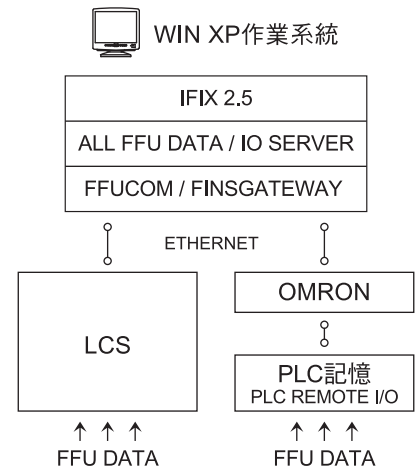 WIN XP作業系統
IFIX 2.5
ALL FFU DATA / IO SERVER
FFUCOM / FINSGATEWAY
ETHERNET
LCS
OMRON
PLC記憶
PLC REMOTE I/O
FFU DATA
FFU DATA